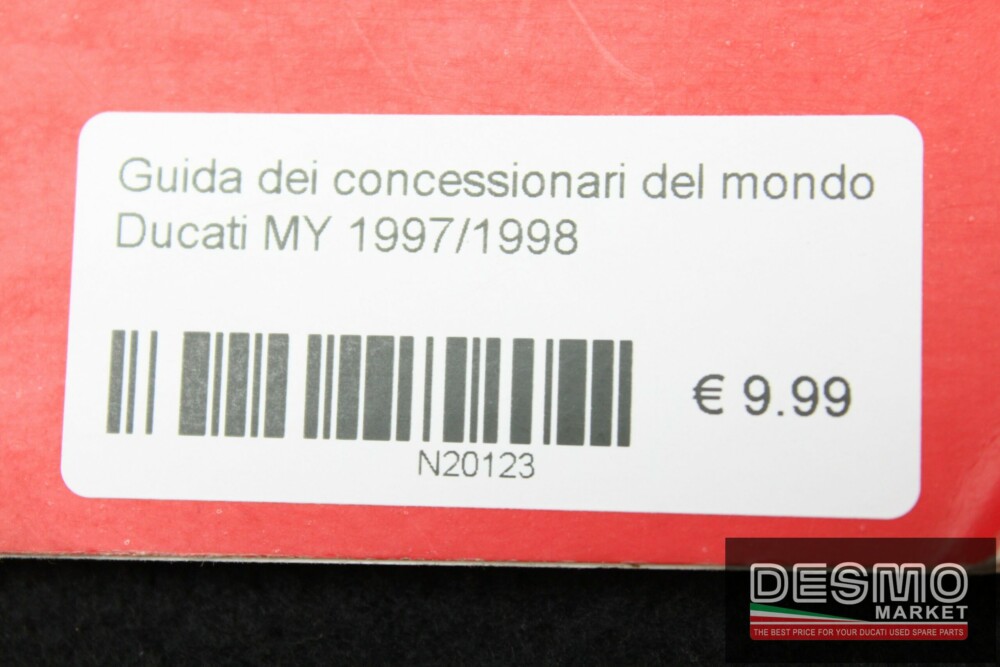 Guida dei concessionari del mondo
Ducati MY 1997/1998
€ 9.99
N20123
DESMO
MARKET
THE BEST PRICE FOR YOUR DUCATI USED SPARE PARTS